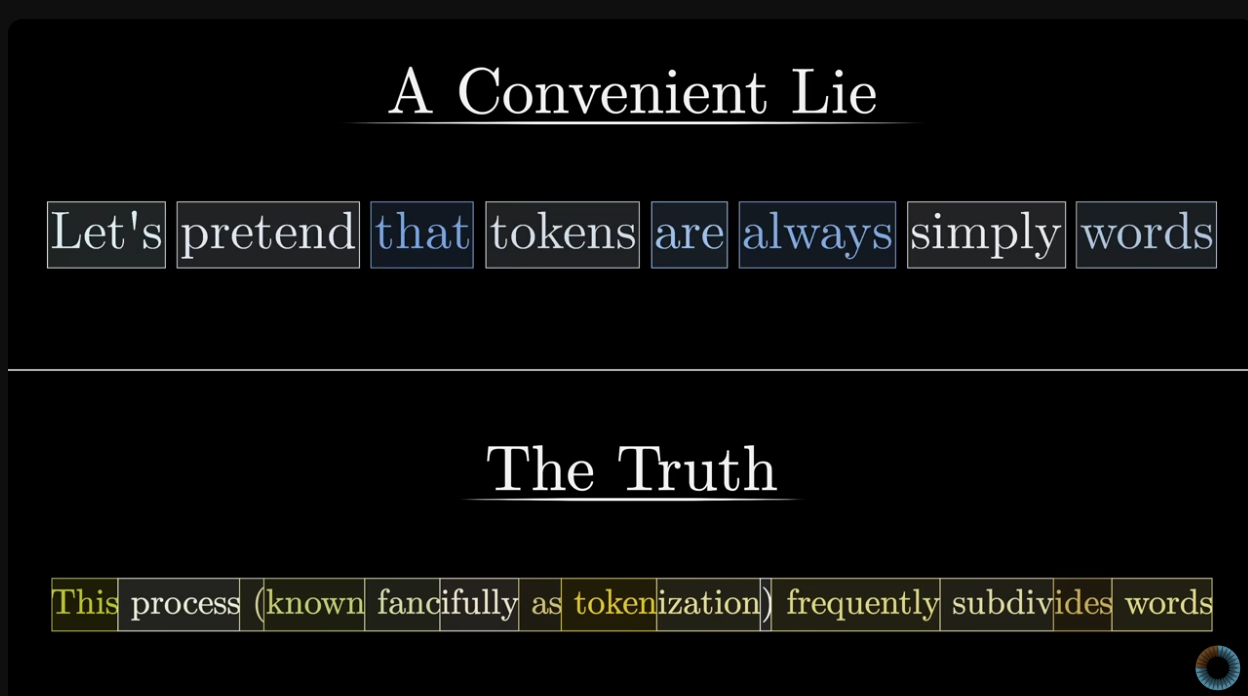 A Convenient Lie
Let's pretend that tokens are always simply words
The Truth
This process (known fancifully as tokenization) frequently subdivides words